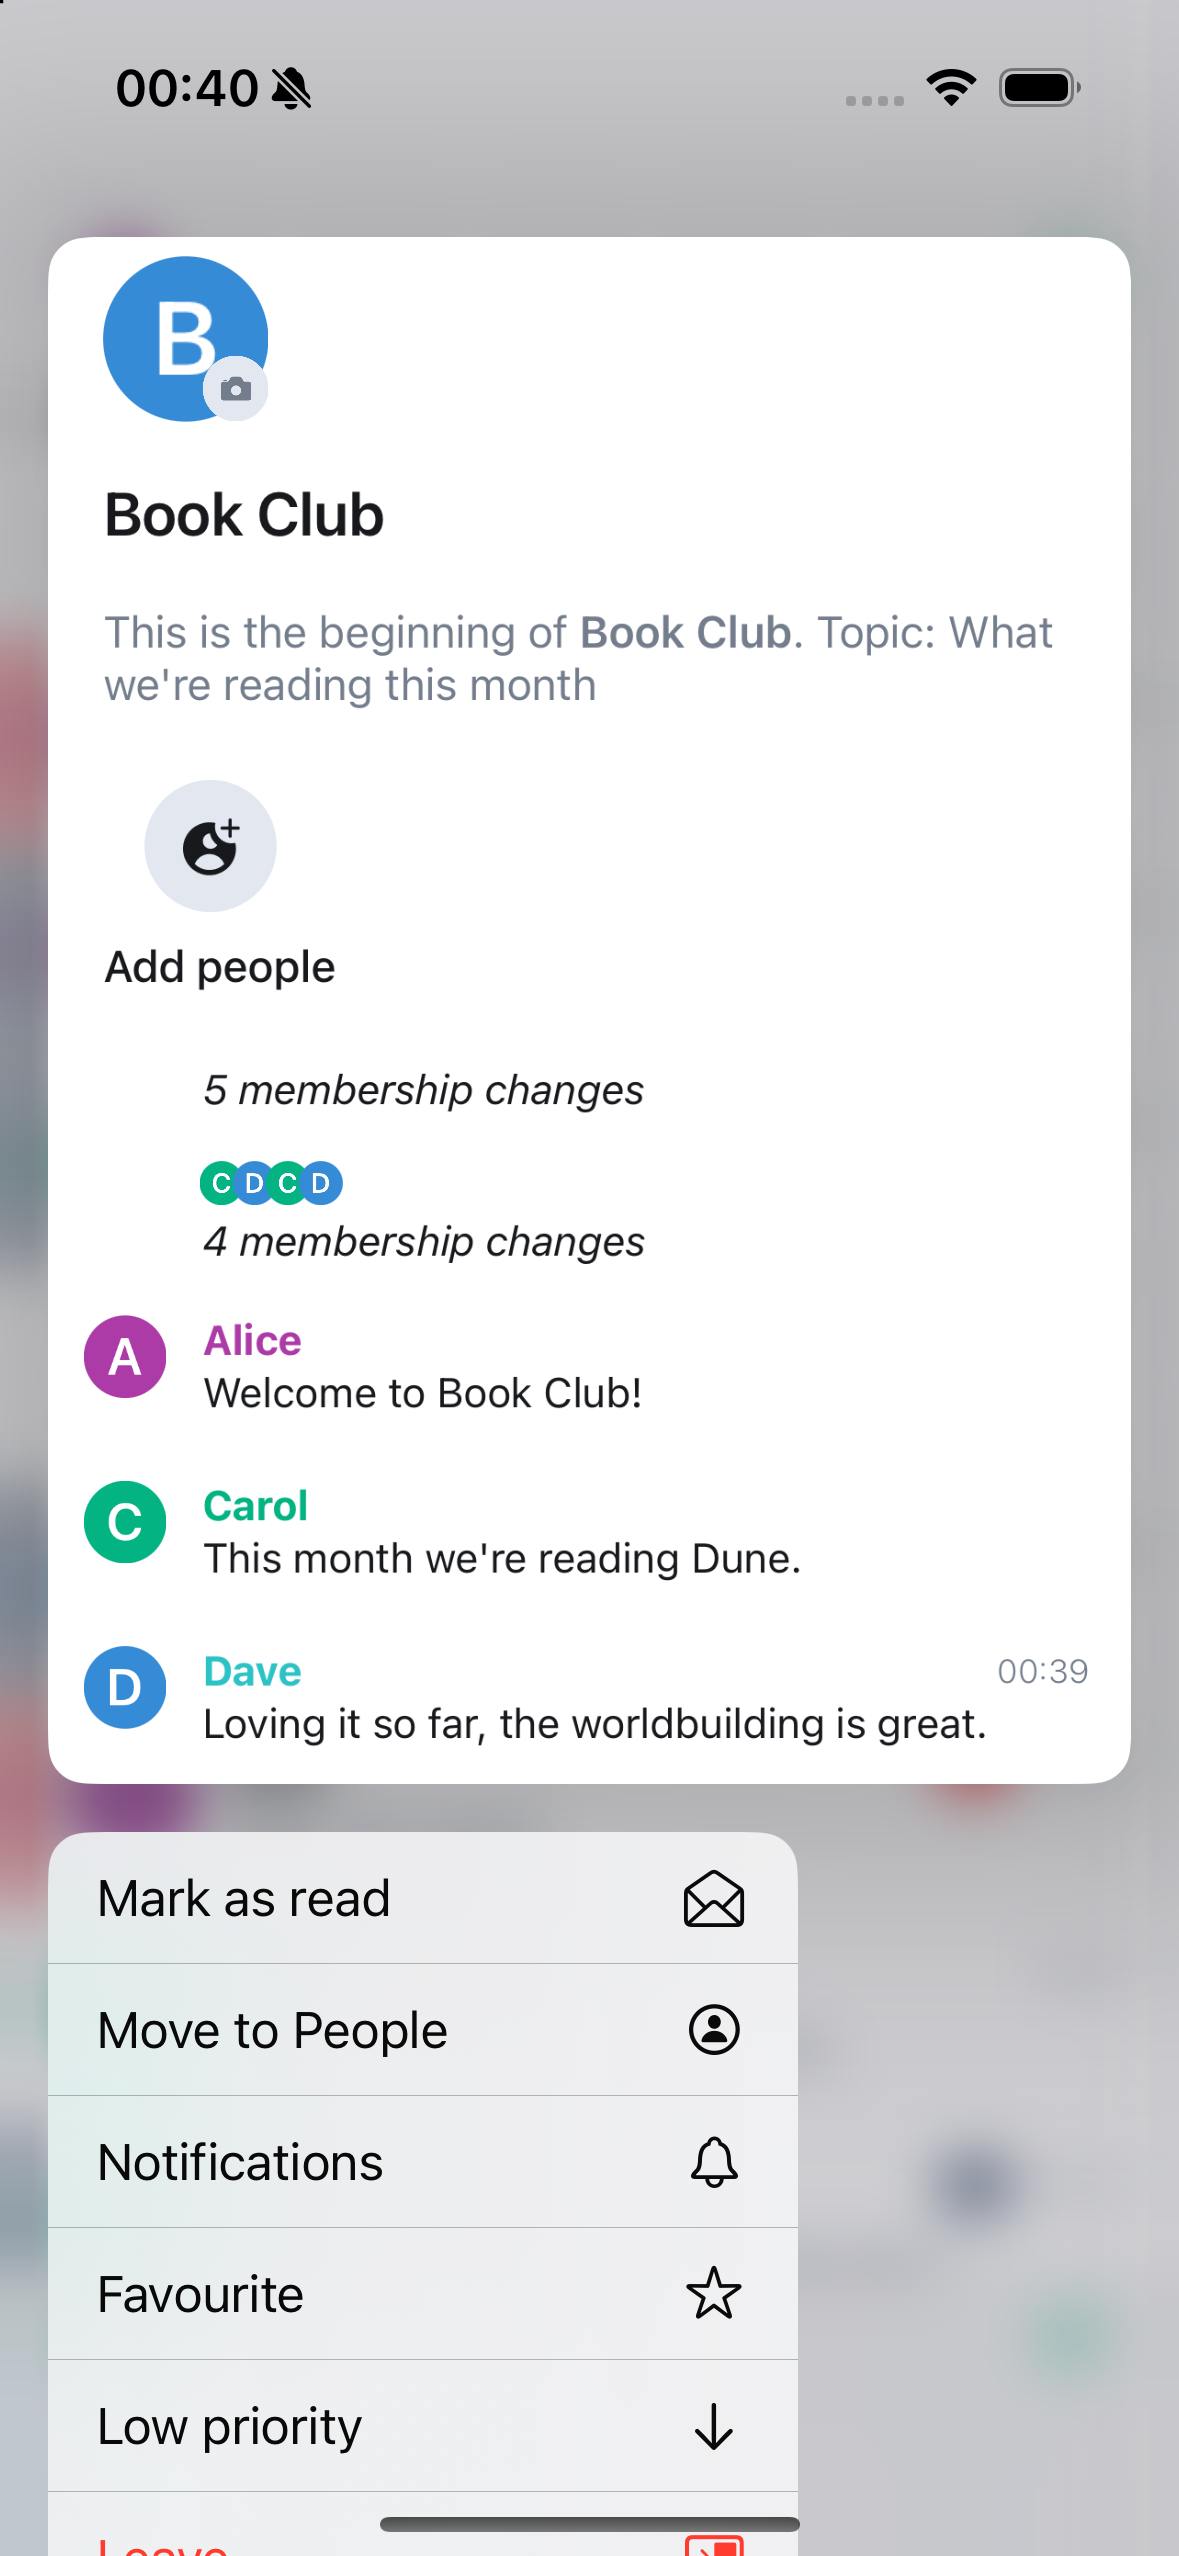 00:40
B
Book Club
This is the beginning of Book Club. Topic: What
we're reading this month
Add people
5 membership changes
C D C D
4 membership changes
A
Alice
Welcome to Book Club!
C
Carol
This month we're reading Dune.
D
Dave
00:39
Loving it so far, the worldbuilding is great.
Mark as read
Move to People
Notifications
Favourite
Low priority
Leave